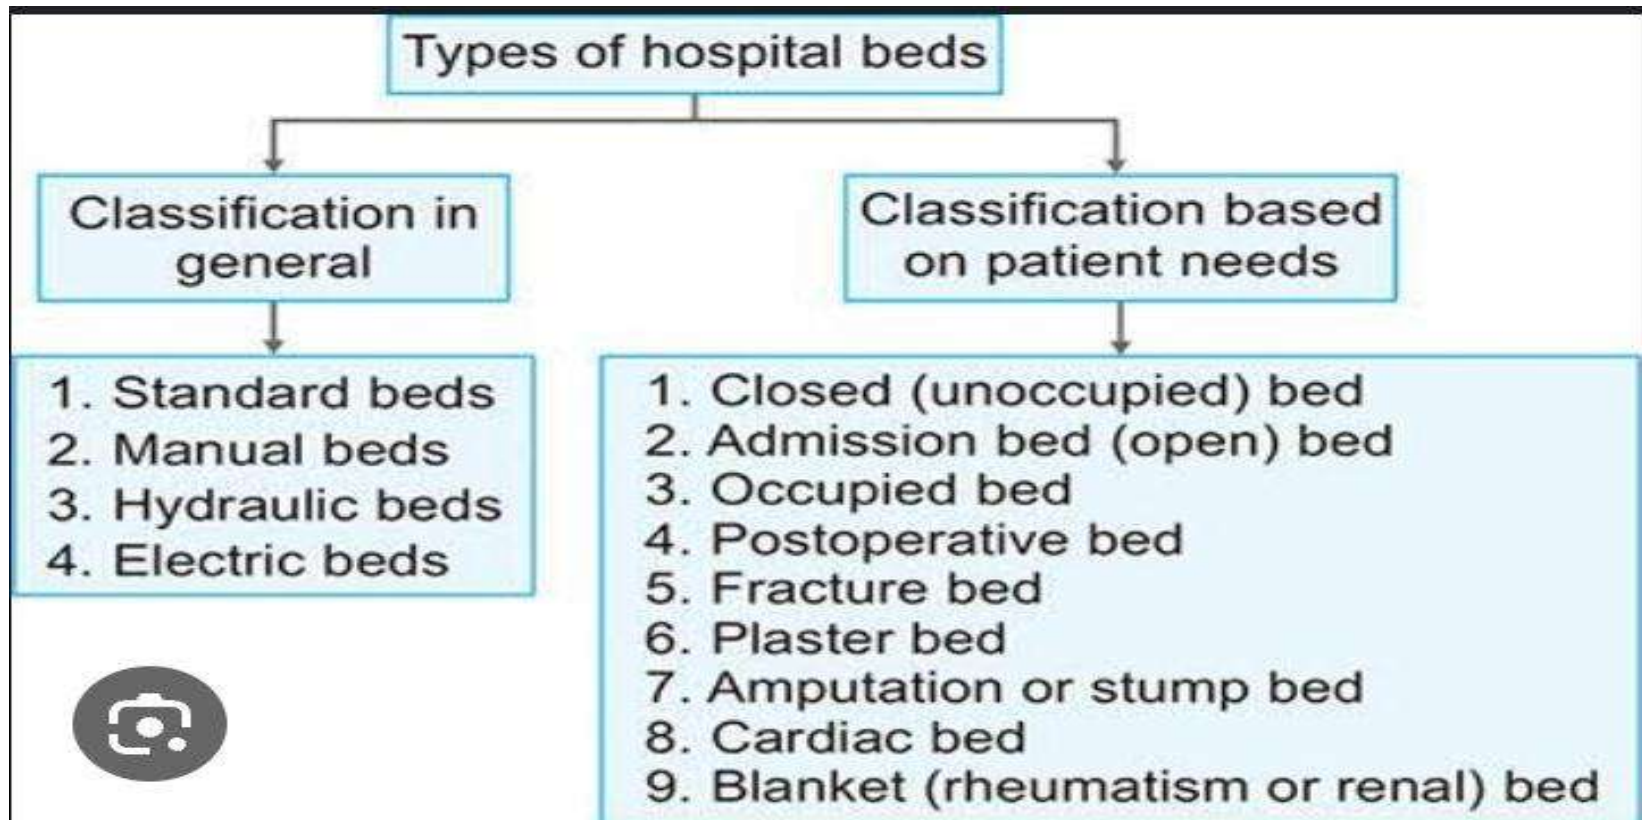 Types of hospital beds
Classification in
general
1. Standard beds
2. Manual beds
3. Hydraulic beds
4. Electric beds
Classification based
on patient needs
1. Closed (unoccupied) bed
2. Admission bed (open) bed
3. Occupied bed
4. Postoperative bed
5. Fracture bed
6. Plaster bed
7. Amputation or stump bed
8. Cardiac bed
9. Blanket (rheumatism or renal) bed